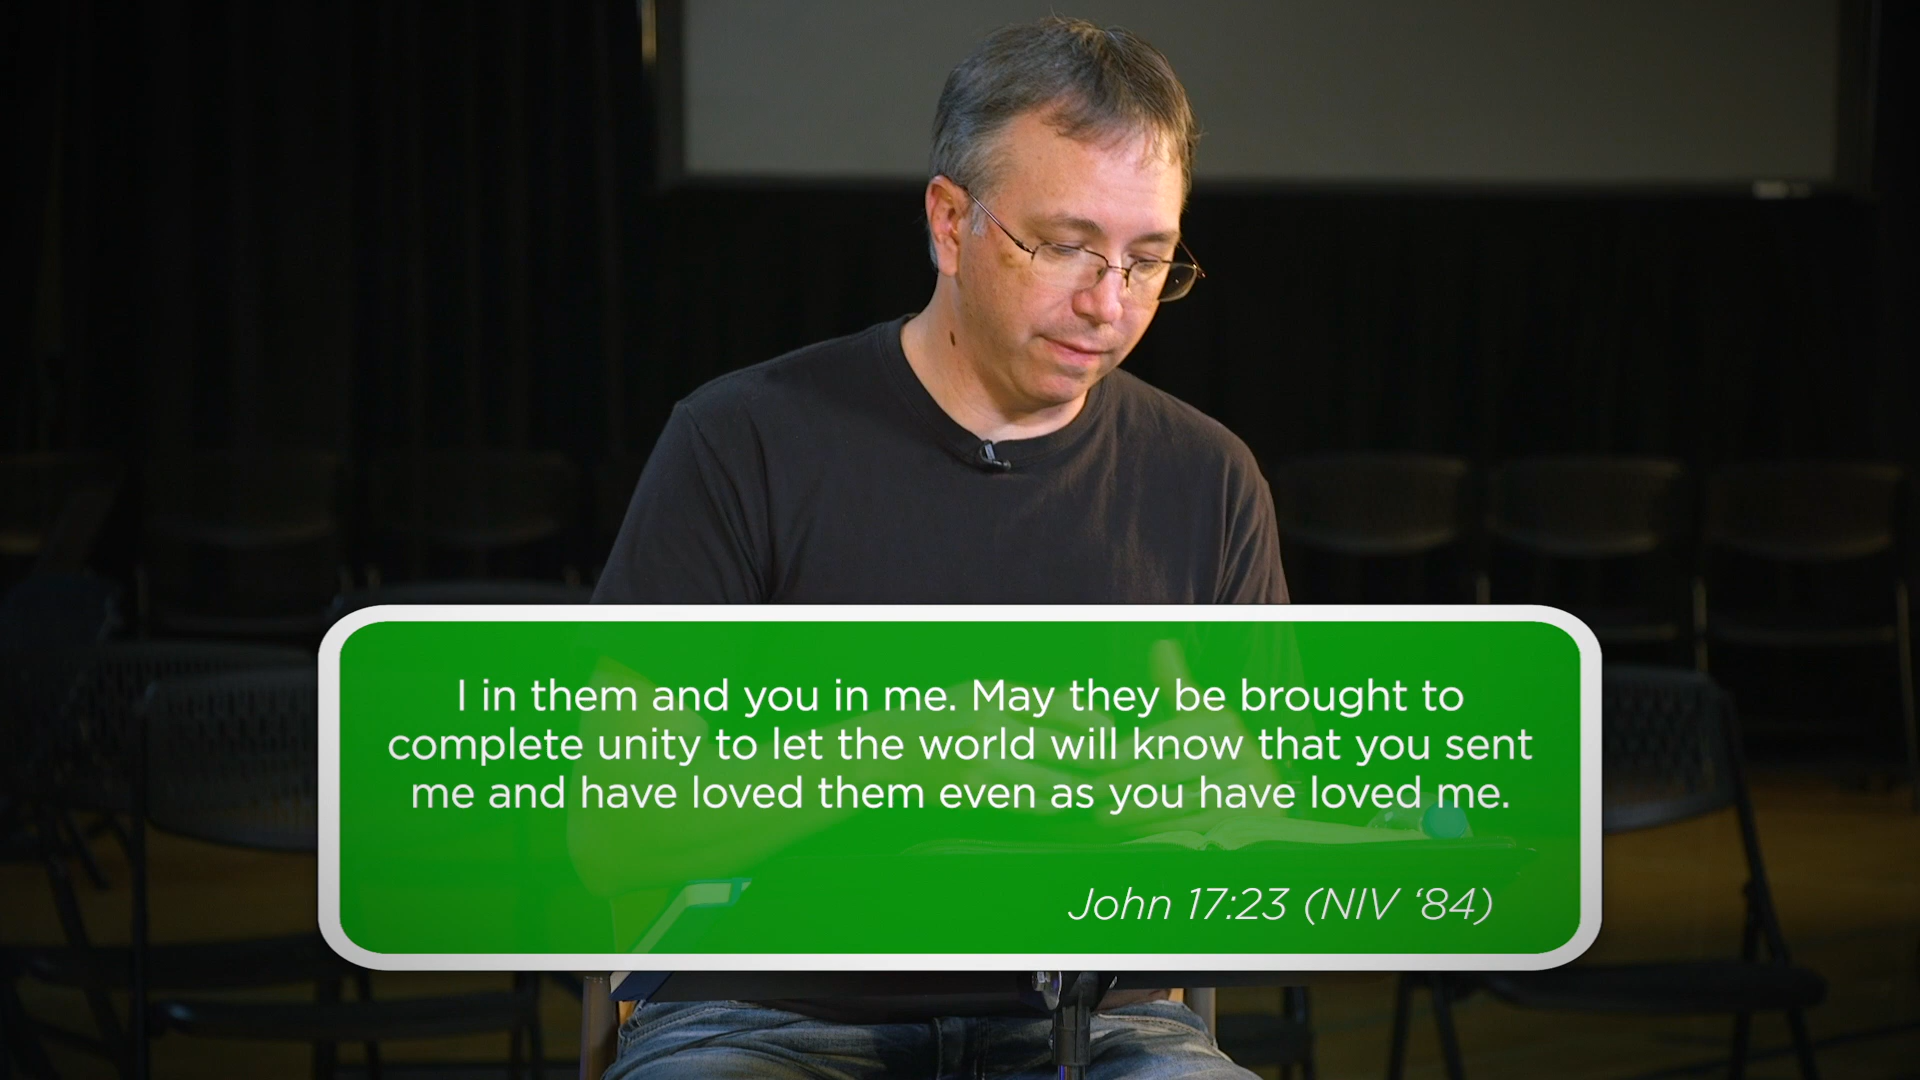 I in them and you in me. May they be brought to
complete unity to let the world will know that you sent
me and have loved them even as you have loved me.
John 17:23 (NIV ‘84)